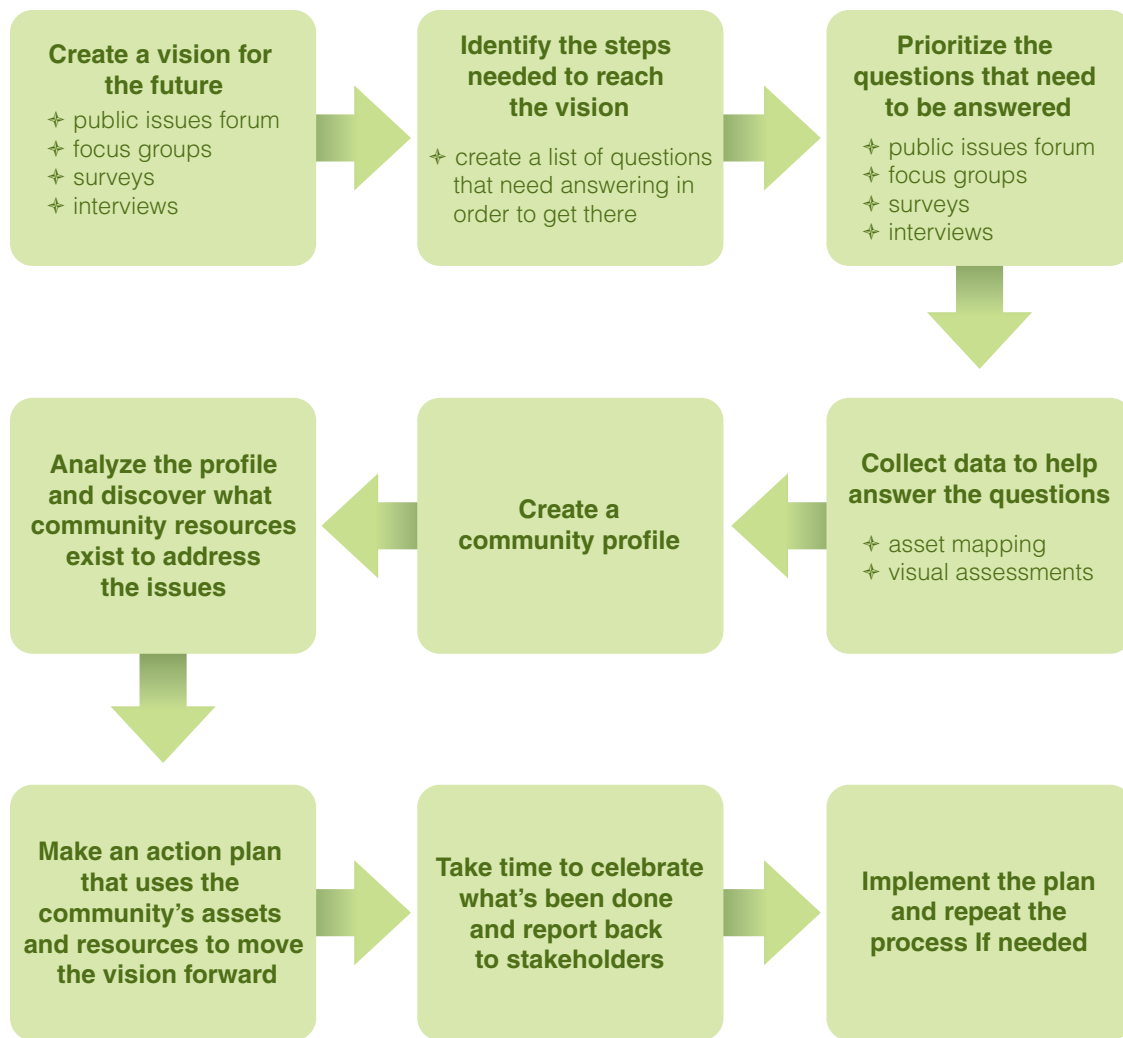 Create a vision for
the future
✧ public issues forum
✧ focus groups
✧ surveys
✧ interviews
Identify the steps
needed to reach
the vision
✧ create a list of questions
that need answering in
order to get there
Prioritize the
questions that need
to be answered
✧ public issues forum
✧ focus groups
✧ surveys
✧ interviews
Collect data to help
answer the questions
✧ asset mapping
✧ visual assessments
Create a
community profile
Analyze the profile
and discover what
community resources
exist to address
the issues
Make an action plan
that uses the
community’s assets
and resources to move
the vision forward
Take time to celebrate
what’s been done
and report back
to stakeholders
Implement the plan
and repeat the
process If needed